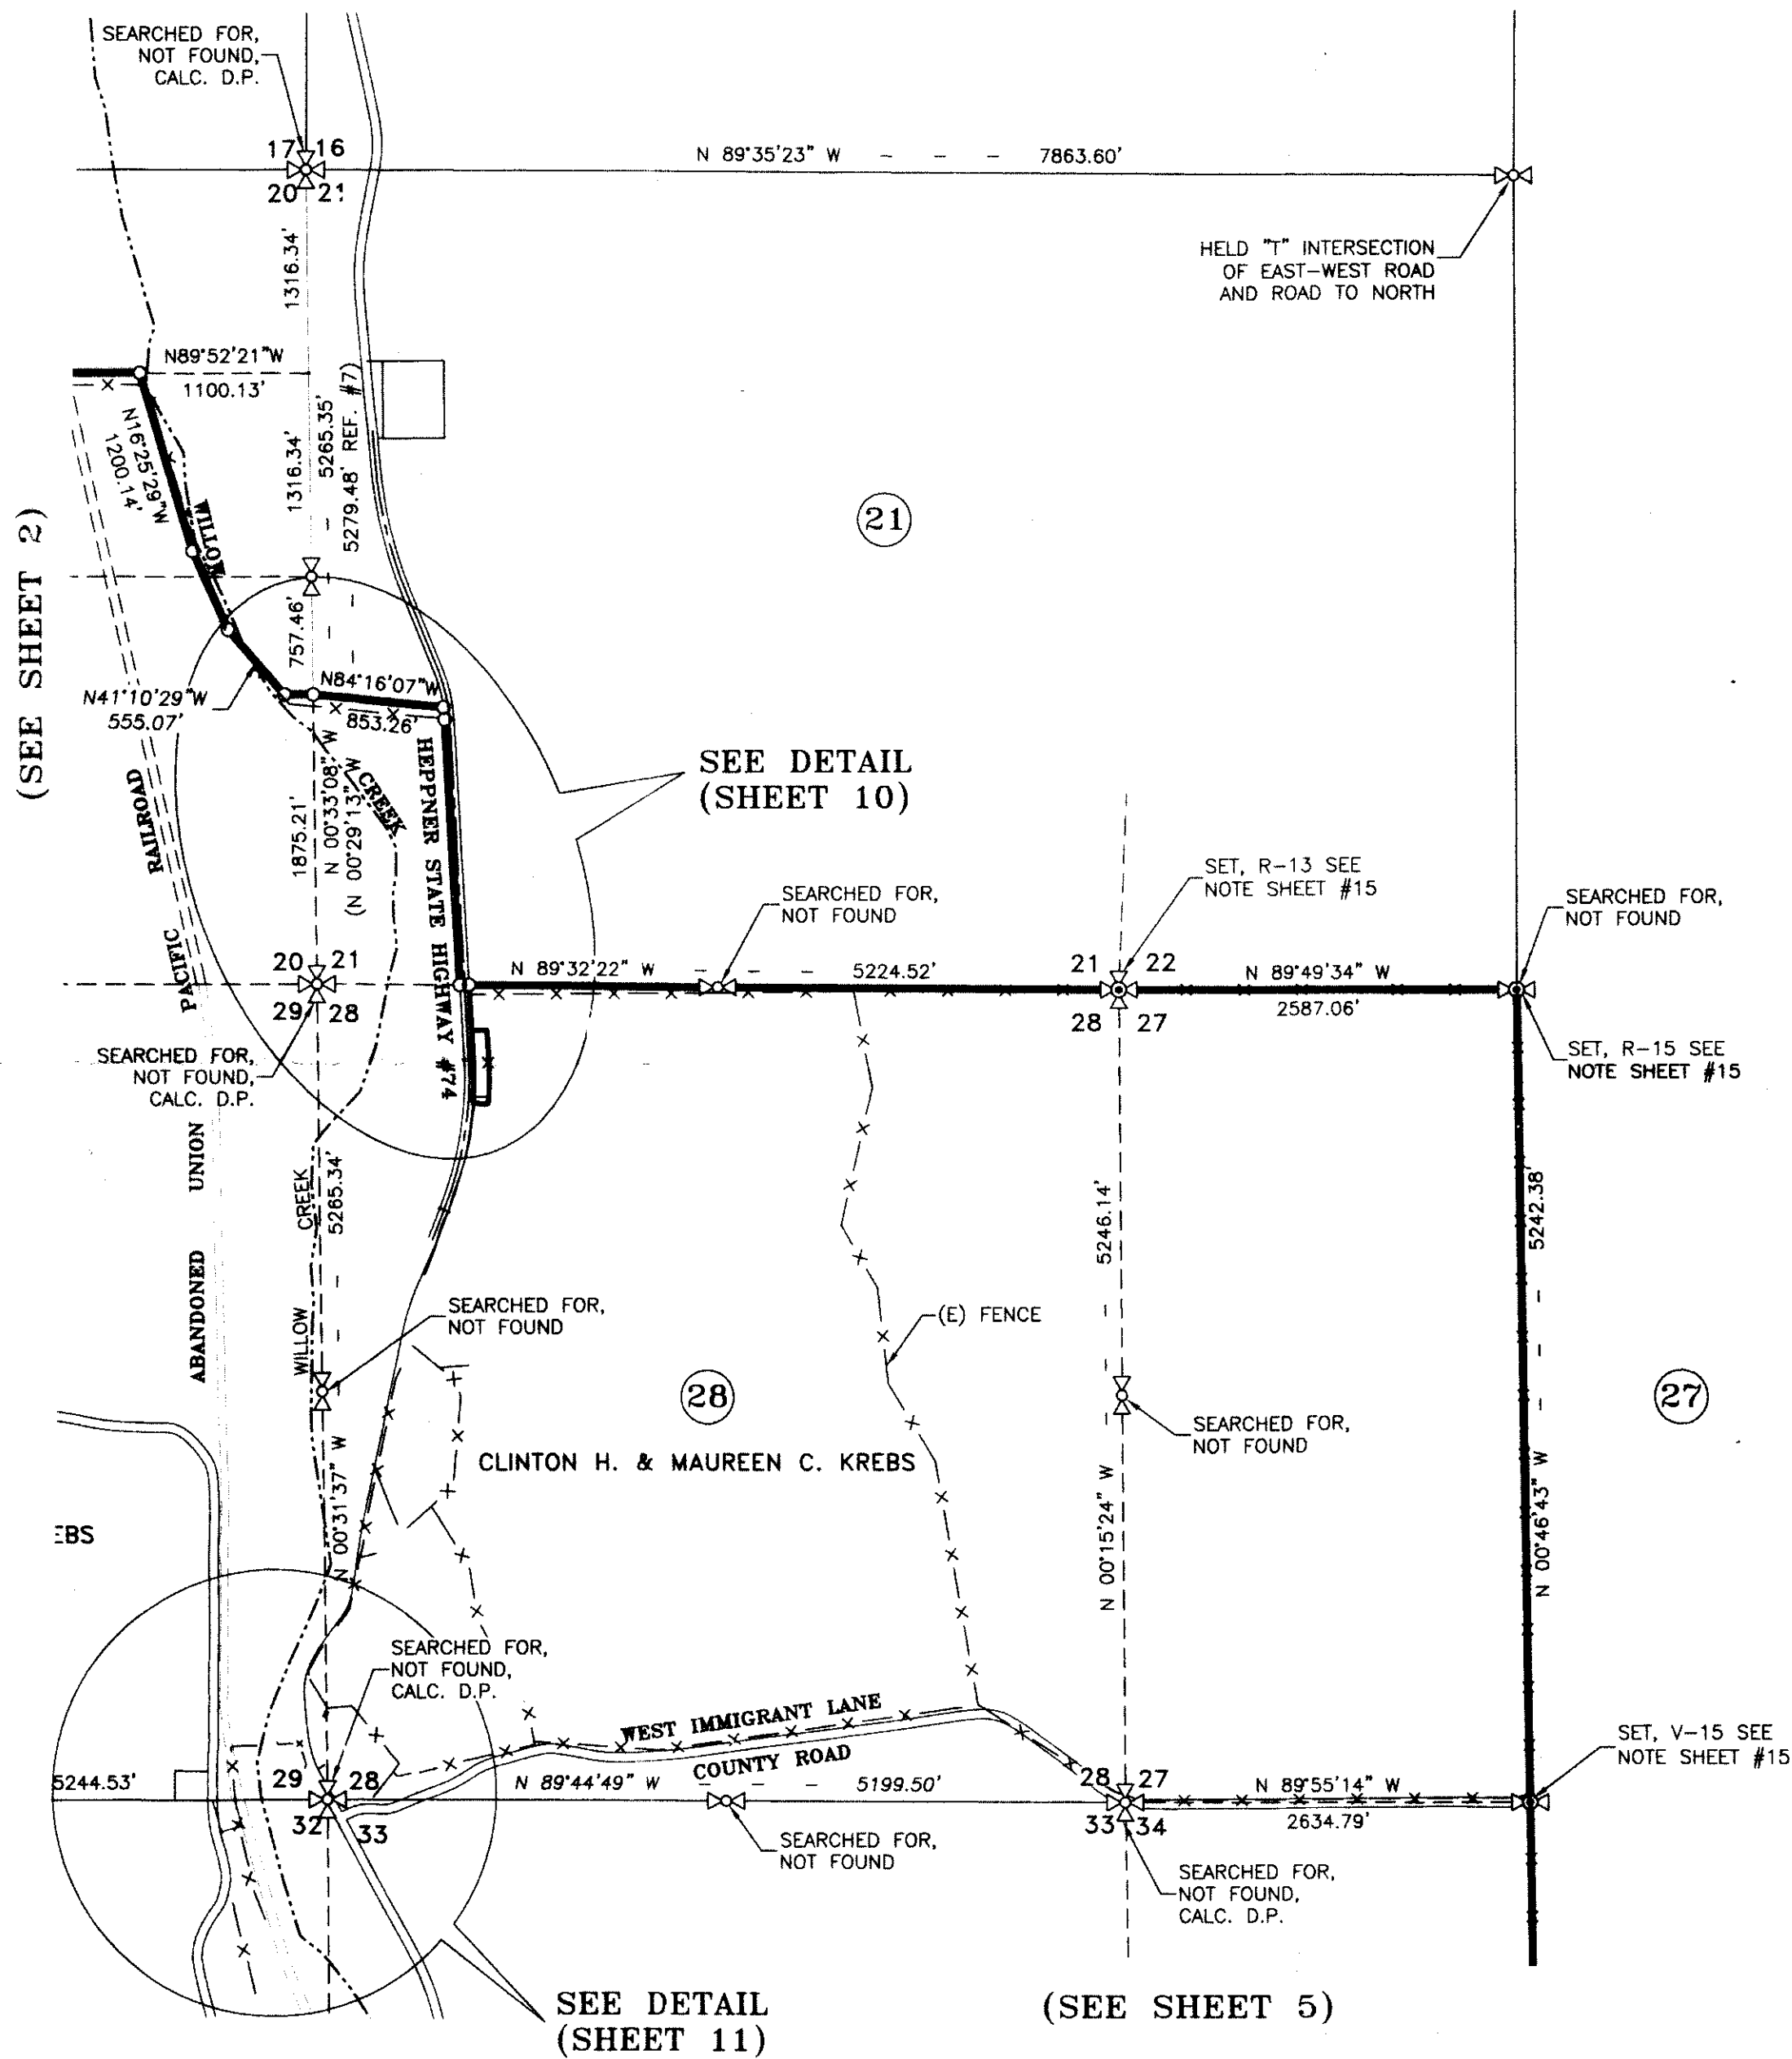 SEARCHED FOR,
NOT FOUND,
CALC. D.P.
17 16
20 21
N 89°35'23" W - - - 7863.60'
HELD "T" INTERSECTION
OF EAST-WEST ROAD
AND ROAD TO NORTH
1316.34'
N89°52'21"W
1100.13'
N16°25'29"W
1200.14'
1316.34'
5265.35'
5279.48' REF. #7)
(SEE SHEET 2)
WILLOW
21
757.46'
N41°10'29"W
555.07'
N84°16'07"W
853.26'
SEE DETAIL
(SHEET 10)
CREEK
HEPPNER STATE HIGHWAY #74
1875.21'
N 00°33'08" W
(N 00°29'13" W
PACIFIC RAILROAD
SEARCHED FOR,
NOT FOUND
SET, R-13 SEE
NOTE SHEET #15
SEARCHED FOR,
NOT FOUND
20 21
29 28
N 89°32'22" W - - - 5224.52'
21 22
28 27
N 89°49'34" W
2587.06'
SET, R-15 SEE
NOTE SHEET #15
SEARCHED FOR,
NOT FOUND,
CALC. D.P.
ABANDONED UNION
WILLOW CREEK
5265.34'
N 00°31'37" W
SEARCHED FOR,
NOT FOUND
(E) FENCE
5246.14'
N 00°15'24" W
5242.38'
N 00°46'43" W
28
CLINTON H. & MAUREEN C. KREBS
SEARCHED FOR,
NOT FOUND
27
EBS
SEARCHED FOR,
NOT FOUND,
CALC. D.P.
WEST IMMIGRANT LANE
COUNTY ROAD
SET, V-15 SEE
NOTE SHEET #15
5244.53'
29 28
32 33
N 89°44'49" W - - - 5199.50'
28 27
33 34
N 89°55'14" W
2634.79'
SEARCHED FOR,
NOT FOUND
SEARCHED FOR,
NOT FOUND,
CALC. D.P.
SEE DETAIL
(SHEET 11)
(SEE SHEET 5)